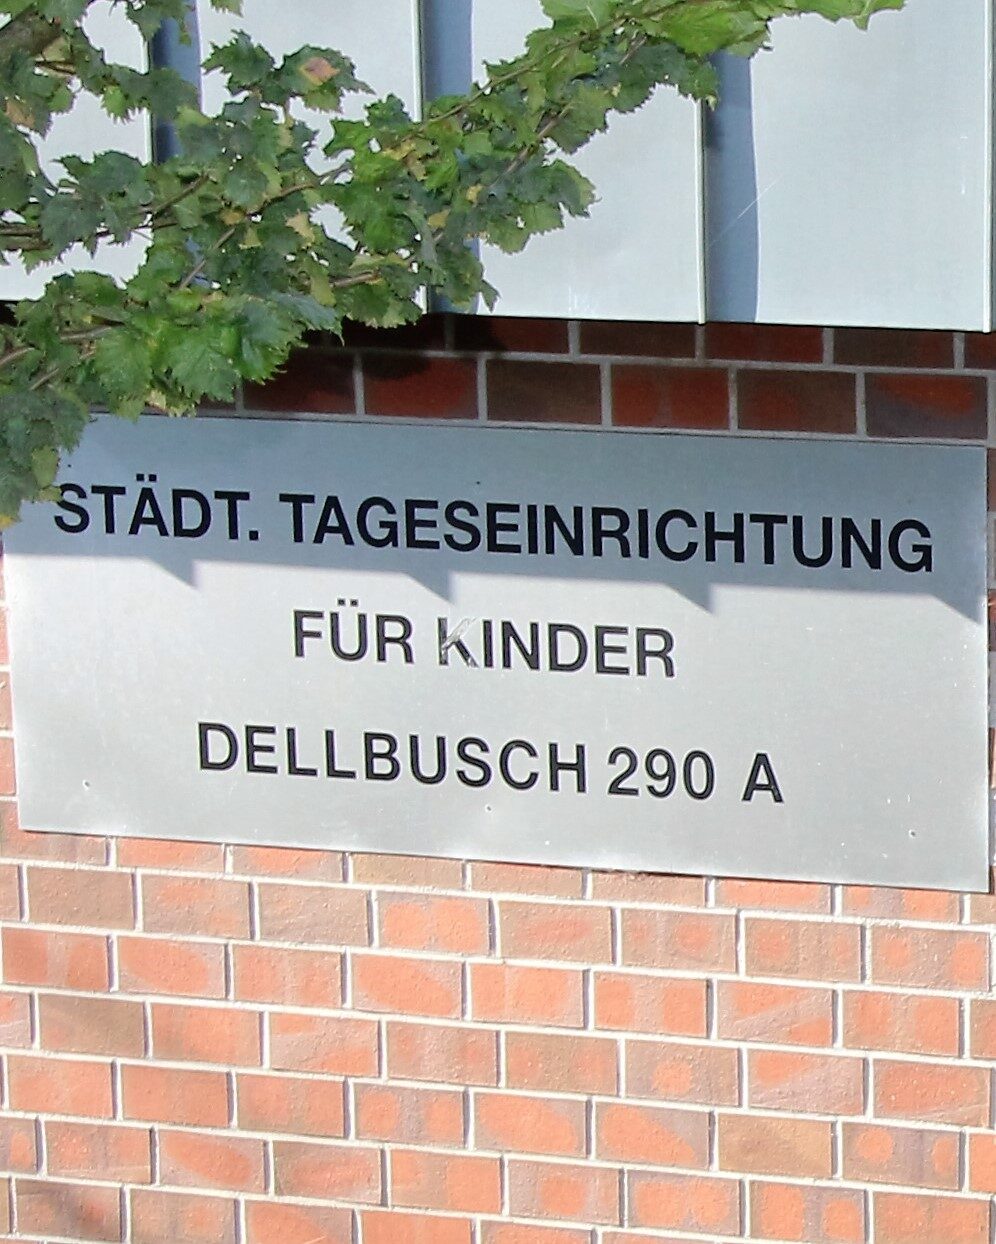 STÄDT. TAGESEINRICHTUNG
FÜR KINDER
DELLBUSCH 290 A